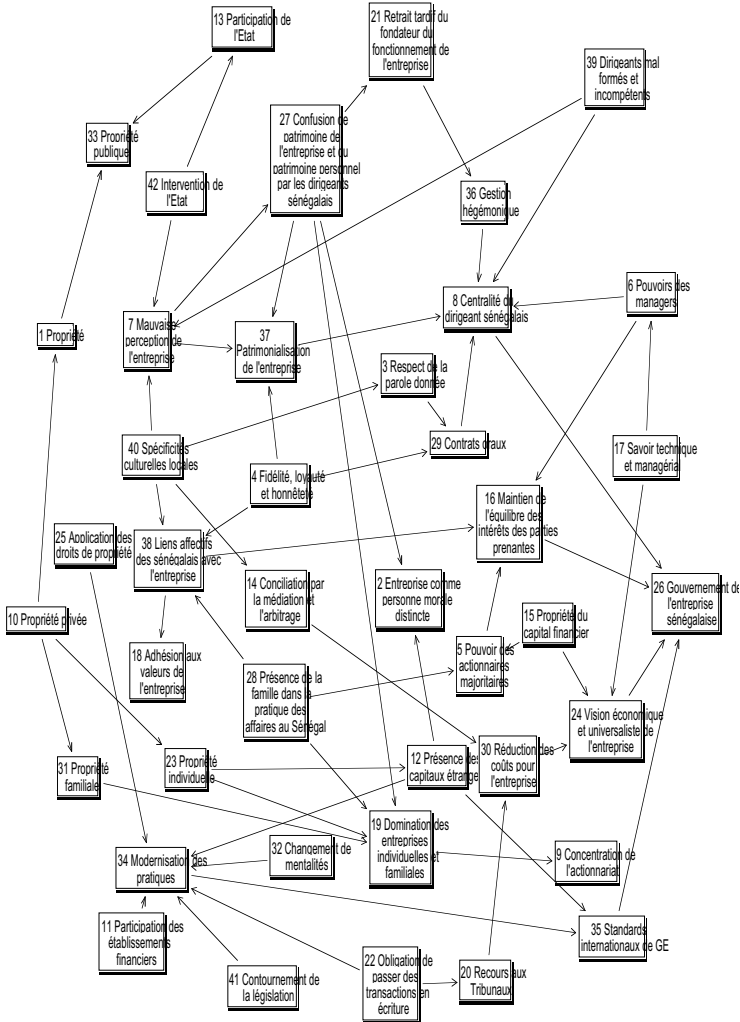 13 Participation de
l'Etat
21 Retrait tardif du
fondateur du
fonctionnement de
l'entreprise
39 Dirigeants mal
formés et
incompétents
27 Confusion de
patrimoine de
l'entreprise et du
patrimoine personnel
par les dirigeants
sénégalais
33 Propriété
publique
42 Intervention de
l'Etat
36 Gestion
hégémonique
6 Pouvoirs des
managers
8 Centralité du
dirigeant sénégalais
7 Mauvaise
perception de
l'entreprise
37
Patrimonialisation
de l'entreprise
1 Propriété
3 Respect de la
parole donnée
29 Contrats oraux
40 Spécificités
culturelles locales
17 Savoir technique
et managérial
4 Fidélité, loyauté
et honnêteté
16 Maintien de
l'équilibre des
intérêts des parties
prenantes
25 Application des
droits de propriété
38 Liens affectifs
des sénégalais avec
l'entreprise
14 Conciliation par
la médiation et
l'arbitrage
2 Entreprise comme
personne morale
distincte
26 Gouvernement de
l'entreprise
sénégalaise
10 Propriété privée
15 Propriété du
capital financier
18 Adhésion aux
valeurs de
l'entreprise
5 Pouvoir des
actionnaires
majoritaires
28 Présence de la
famille dans la
pratique des
affaires au Sénégal
24 Vision économique
et universaliste de
l'entreprise
31 Propriété
familiale
23 Propriété
individuelle
12 Présence des
capitaux étrangers
30 Réduction des
coûts pour
l'entreprise
19 Domination des
entreprises
individuelles et
familiales
32 Changement de
mentalités
34 Modernisation des
pratiques
9 Concentration de
l'actionnariat
11 Participation des
établissements
financiers
35 Standards
internationaux de GE
41 Contournement de
la législation
22 Obligation de
passer des
transactions en
écriture
20 Recours aux
Tribunaux